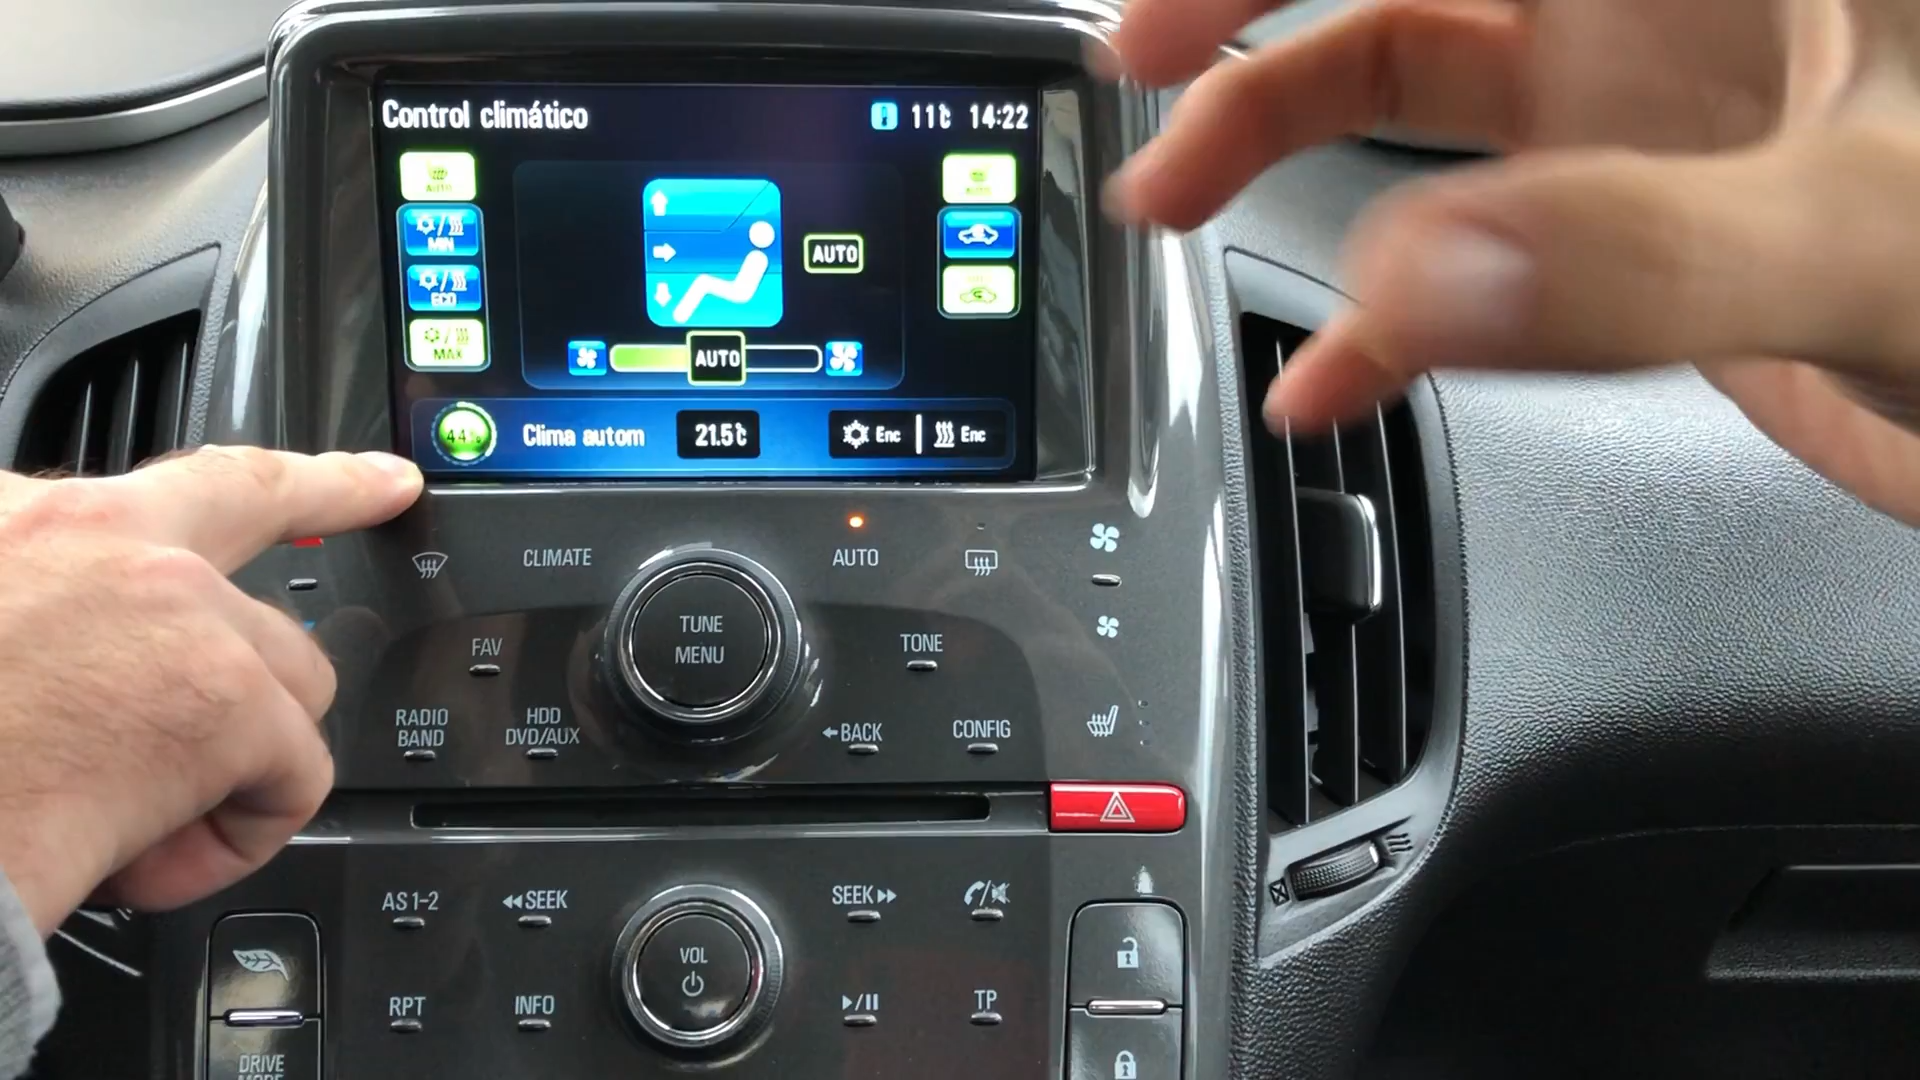 Control climático
11℃ 14:22
AUTO
MIN
ECO
MAX
AUTO
AUTO
44%
Clima autom
21.5℃
Enc
Enc
CLIMATE
AUTO
TUNE
MENU
FAV
TONE
RADIO
BAND
HDD
DVD/AUX
BACK
CONFIG
AS 1-2
SEEK
SEEK
VOL
RPT
INFO
TP
DRIVE
MODE